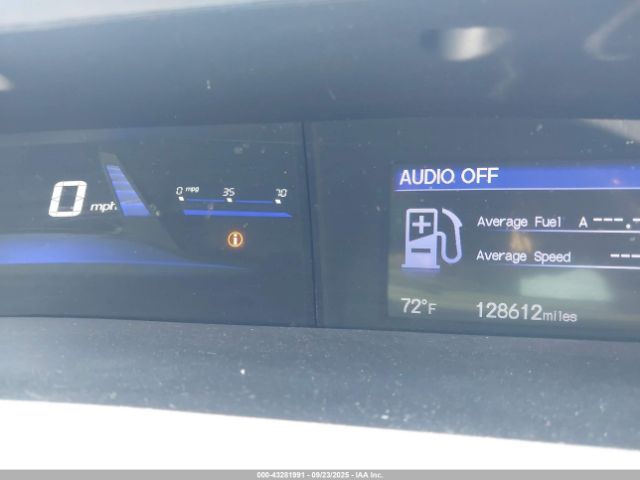 0 mph
0 mpg 35 70
AUDIO OFF
Average Fuel A ---.-
Average Speed ---
72°F 128612 miles
000-43281991 - 09/23/2025 - IAA Inc.